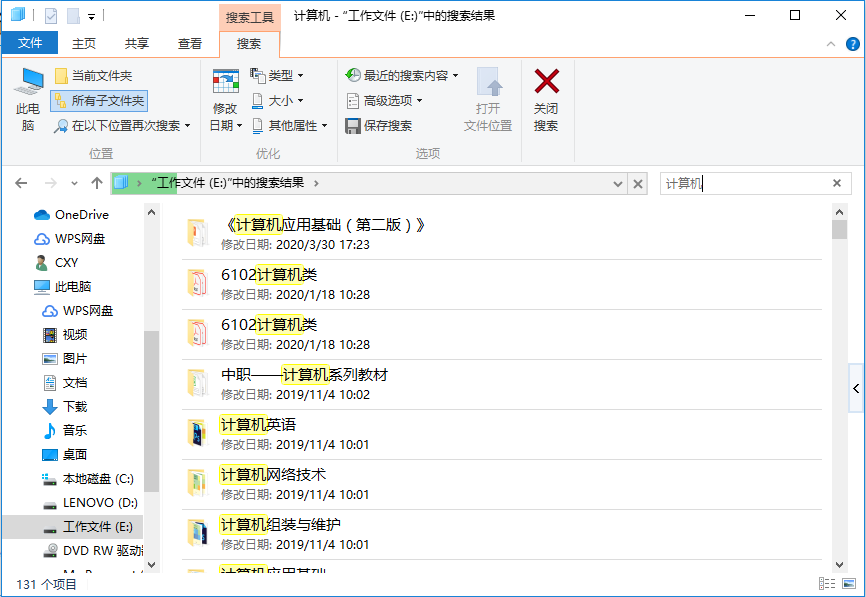 搜索工具
计算机 - “工作文件 (E:)”中的搜索结果
文件 主页 共享 查看 搜索
此电脑
当前文件夹
所有子文件夹
在以下位置再次搜索
位置
修改日期
类型
大小
其他属性
优化
最近的搜索内容
高级选项
保存搜索
打开文件位置
选项
关闭搜索
“工作文件 (E:)”中的搜索结果
计算机
OneDrive
WPS网盘
CXY
此电脑
WPS网盘
视频
图片
文档
下载
音乐
桌面
本地磁盘 (C:)
LENOVO (D:)
工作文件 (E:)
DVD RW 驱动
《计算机应用基础（第二版）》
修改日期: 2020/3/30 17:23
6102计算机类
修改日期: 2020/1/18 10:28
6102计算机类
修改日期: 2020/1/18 10:28
中职——计算机系列教材
修改日期: 2019/11/4 10:02
计算机英语
修改日期: 2019/11/4 10:01
计算机网络技术
修改日期: 2019/11/4 10:01
计算机组装与维护
修改日期: 2019/11/4 10:01
计算机应用基础
131 个项目